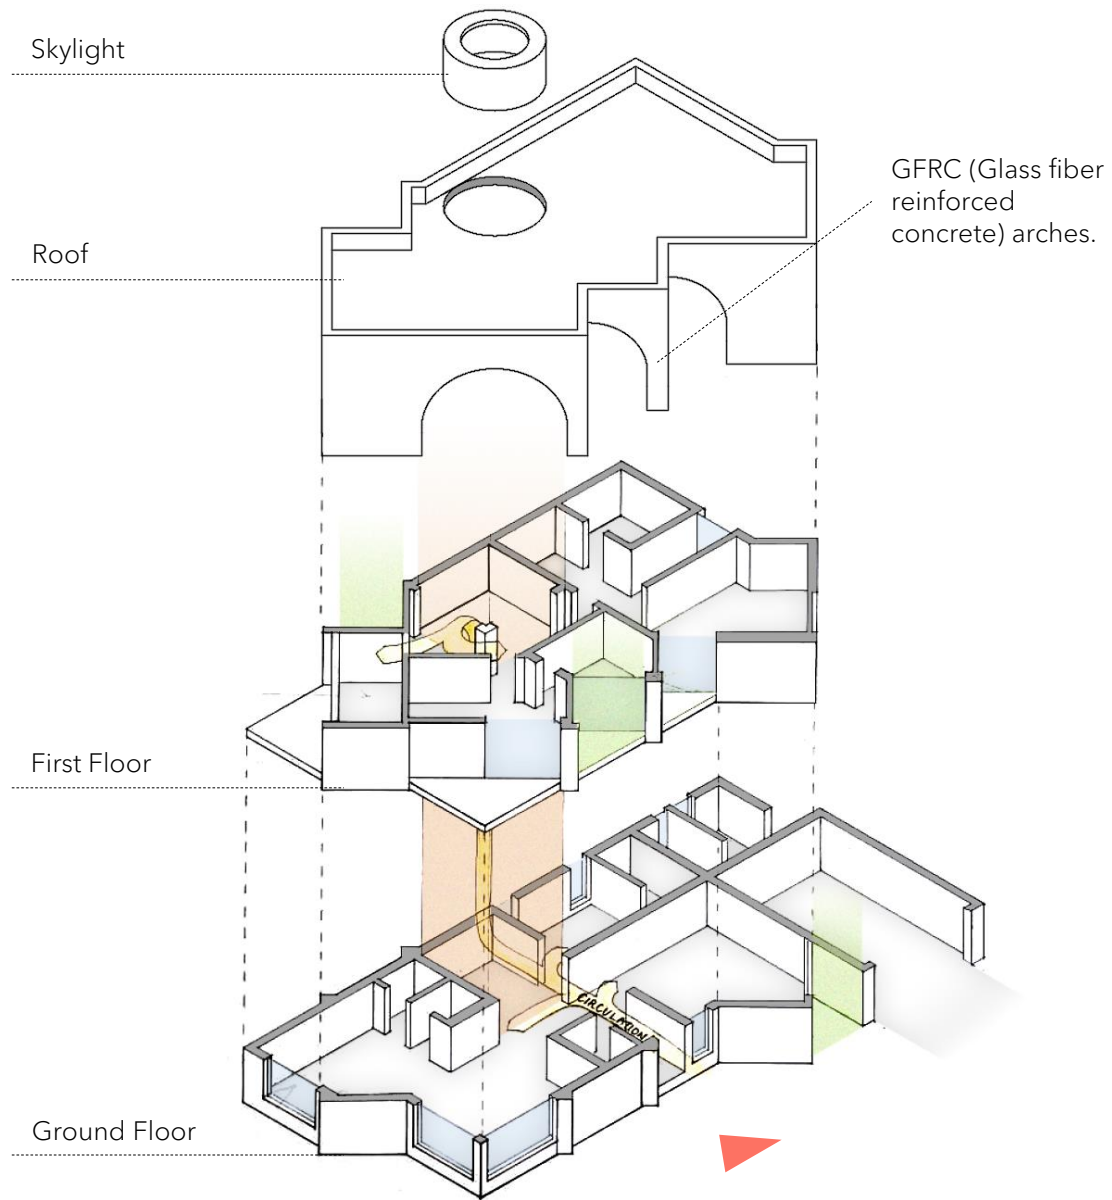 Skylight
GFRC (Glass fiber
reinforced
concrete) arches.
Roof
First Floor
CIRCULATION
Ground Floor